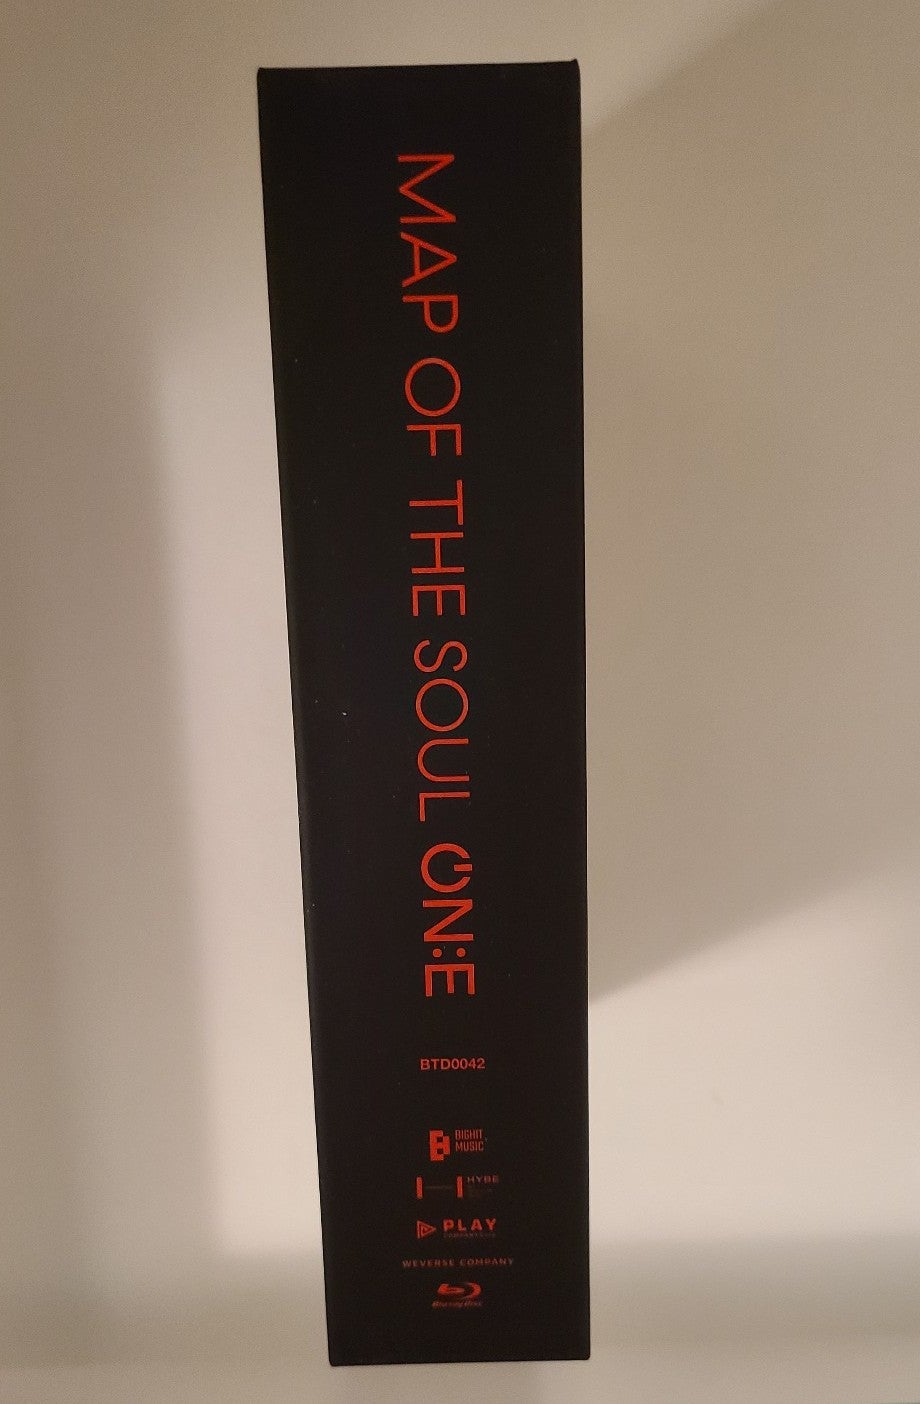 MAP OF THE SOUL ON:E
BTD0042
BIGHIT
MUSIC
HYBE
PLAY
WEVERSE COMPANY
Blu-ray Disc